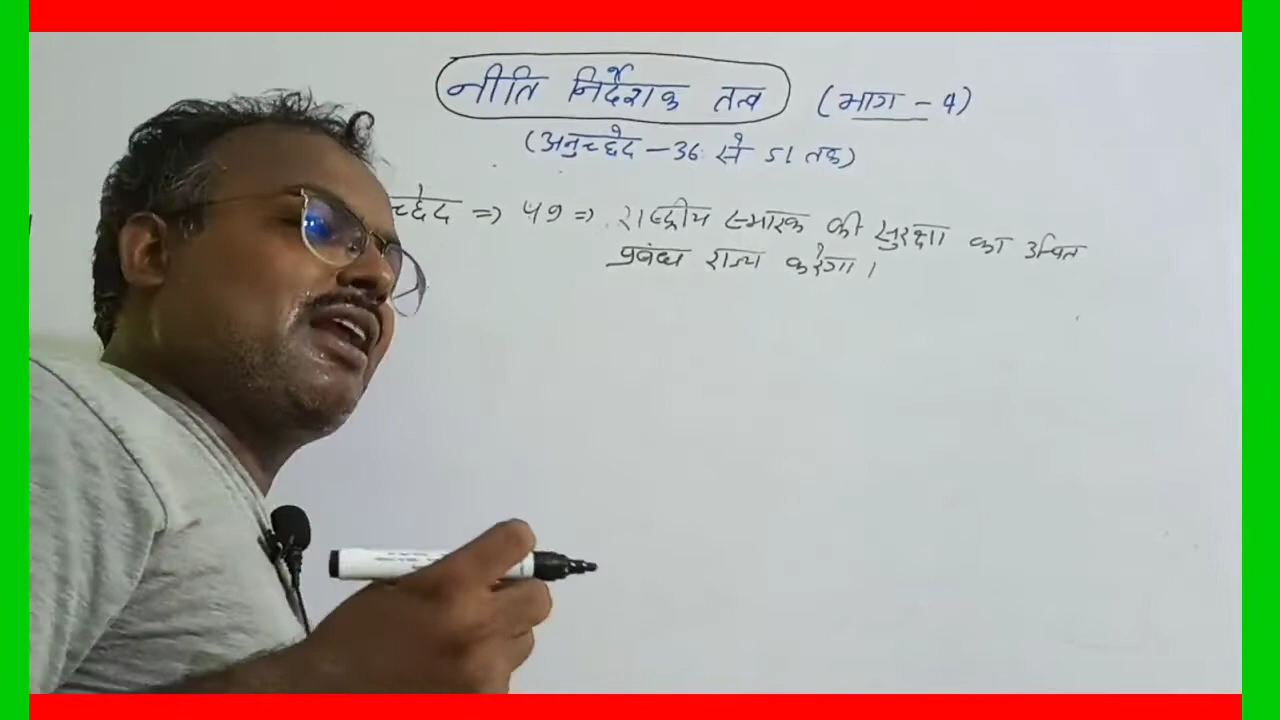 नीति निर्देशक तत्व (भाग - 4)
(अनुच्छेद - 36 से 51 तक)
च्छेद => 49 => राष्ट्रीय स्मारक की सुरक्षा का उचित
प्रबंध राज्य करेगा।